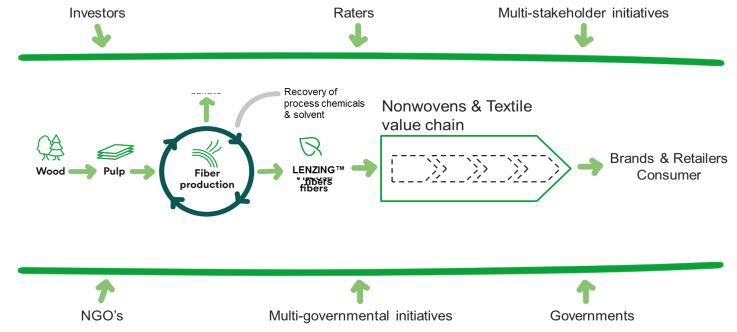 Investors
Raters
Multi-stakeholder initiatives
Recovery of
process chemicals
& solvent
Nonwovens & Textile
value chain
Wood
Pulp
Fiber
production
LENZING™
fibers
fibers
Brands & Retailers
Consumer
NGO's
Multi-governmental initiatives
Governments